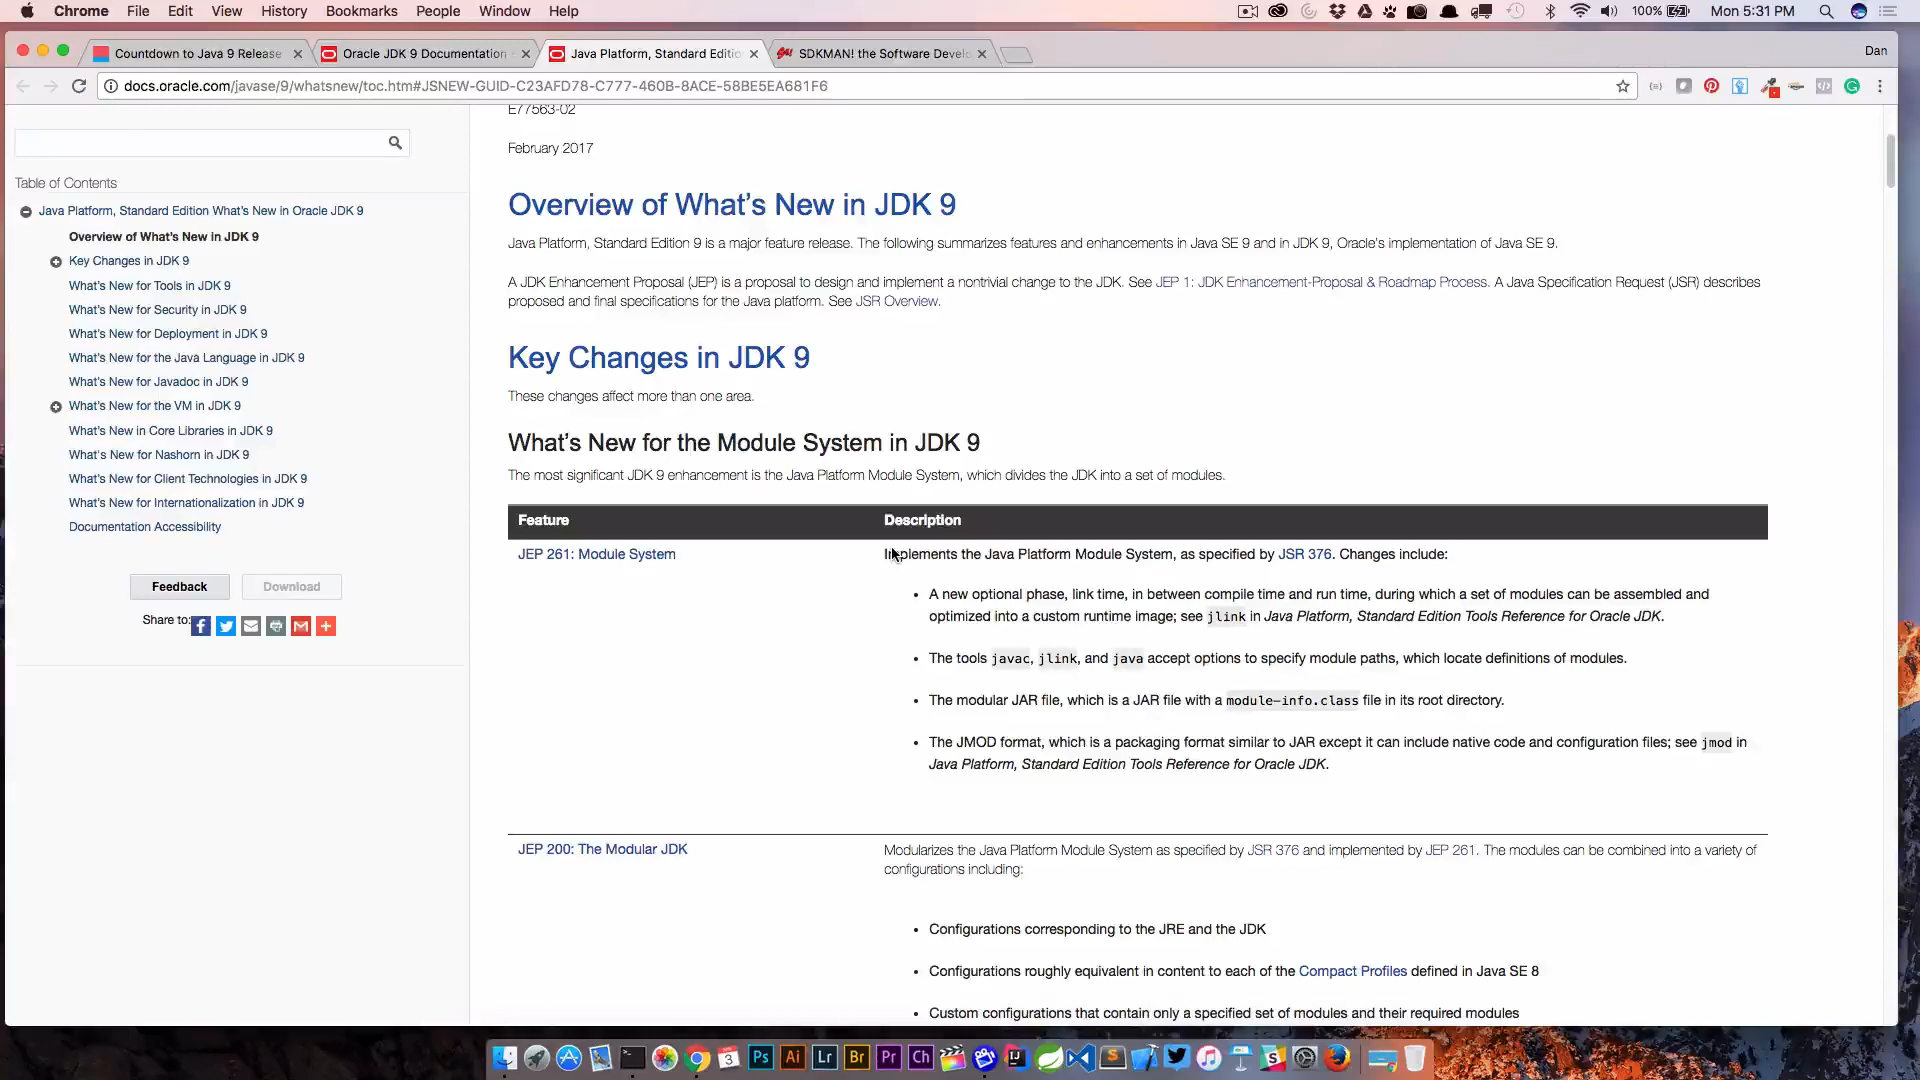 Chrome File Edit View History Bookmarks People Window Help 100% Mon 5:31 PM
Countdown to Java 9 Release Oracle JDK 9 Documentation Java Platform, Standard Editio SDKMAN! the Software Develo Dan
docs.oracle.com/javase/9/whatsnew/toc.htm#JSNEW-GUID-C23AFD78-C777-460B-8ACE-58BE5EA681F6
Table of Contents
Java Platform, Standard Edition What's New in Oracle JDK 9
Overview of What's New in JDK 9
Key Changes in JDK 9
What's New for Tools in JDK 9
What's New for Security in JDK 9
What's New for Deployment in JDK 9
What's New for the Java Language in JDK 9
What's New for Javadoc in JDK 9
What's New for the VM in JDK 9
What's New in Core Libraries in JDK 9
What's New for Nashorn in JDK 9
What's New for Client Technologies in JDK 9
What's New for Internationalization in JDK 9
Documentation Accessibility
Feedback Download
Share to:
E77563-02
February 2017
Overview of What's New in JDK 9
Java Platform, Standard Edition 9 is a major feature release. The following summarizes features and enhancements in Java SE 9 and in JDK 9, Oracle's implementation of Java SE 9.
A JDK Enhancement Proposal (JEP) is a proposal to design and implement a nontrivial change to the JDK. See JEP 1: JDK Enhancement-Proposal & Roadmap Process. A Java Specification Request (JSR) describes
proposed and final specifications for the Java platform. See JSR Overview.
Key Changes in JDK 9
These changes affect more than one area.
What's New for the Module System in JDK 9
The most significant JDK 9 enhancement is the Java Platform Module System, which divides the JDK into a set of modules.
Feature Description
JEP 261: Module System Implements the Java Platform Module System, as specified by JSR 376. Changes include:
• A new optional phase, link time, in between compile time and run time, during which a set of modules can be assembled and
optimized into a custom runtime image; see jlink in Java Platform, Standard Edition Tools Reference for Oracle JDK.
• The tools javac, jlink, and java accept options to specify module paths, which locate definitions of modules.
• The modular JAR file, which is a JAR file with a module-info.class file in its root directory.
• The JMOD format, which is a packaging format similar to JAR except it can include native code and configuration files; see jmod in
Java Platform, Standard Edition Tools Reference for Oracle JDK.
JEP 200: The Modular JDK Modularizes the Java Platform Module System as specified by JSR 376 and implemented by JEP 261. The modules can be combined into a variety of
configurations including:
• Configurations corresponding to the JRE and the JDK
• Configurations roughly equivalent in content to each of the Compact Profiles defined in Java SE 8
• Custom configurations that contain only a specified set of modules and their required modules
3 Ps Ai Lr Br Pr Ch IJ S